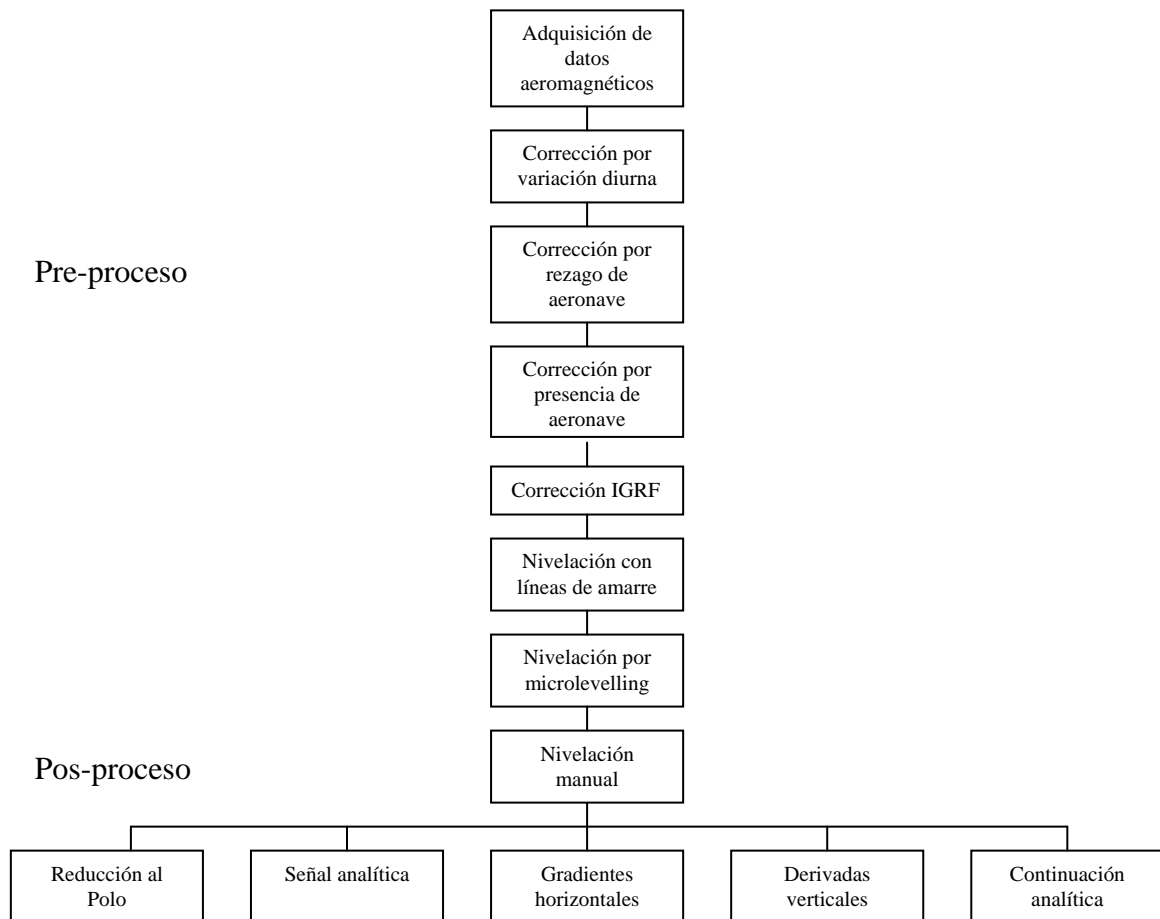 Adquisición de
datos
aeromagnéticos
Corrección por
variación diurna
Pre-proceso
Corrección por
rezago de
aeronave
Corrección por
presencia de
aeronave
Corrección IGRF
Nivelación con
líneas de amarre
Nivelación por
microlevelling
Pos-proceso
Nivelación
manual
Reducción al
Polo
Señal analítica
Gradientes
horizontales
Derivadas
verticales
Continuación
analítica